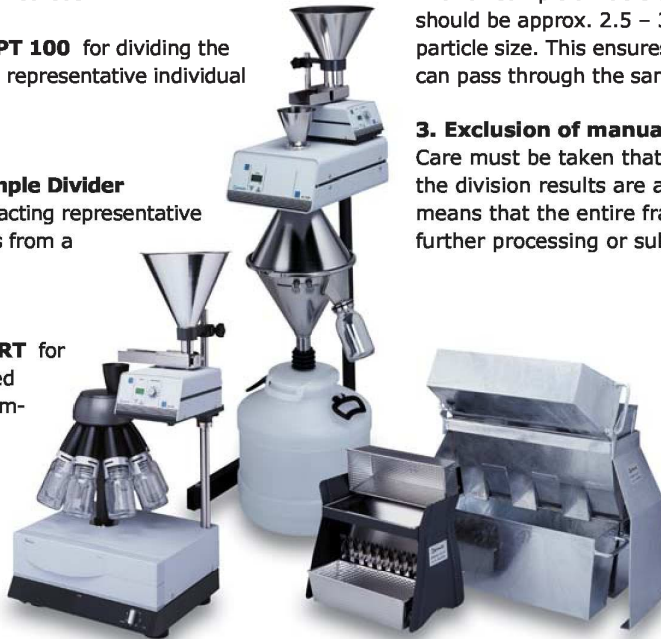 PT 100 for dividing the
representative individual
mple Divider
acting representative
s from a
RT for
ed
m-
should be approx. 2.5 – 3
particle size. This ensures
can pass through the sam
3. Exclusion of manua
Care must be taken that
the division results are a
means that the entire fra
further processing or sul